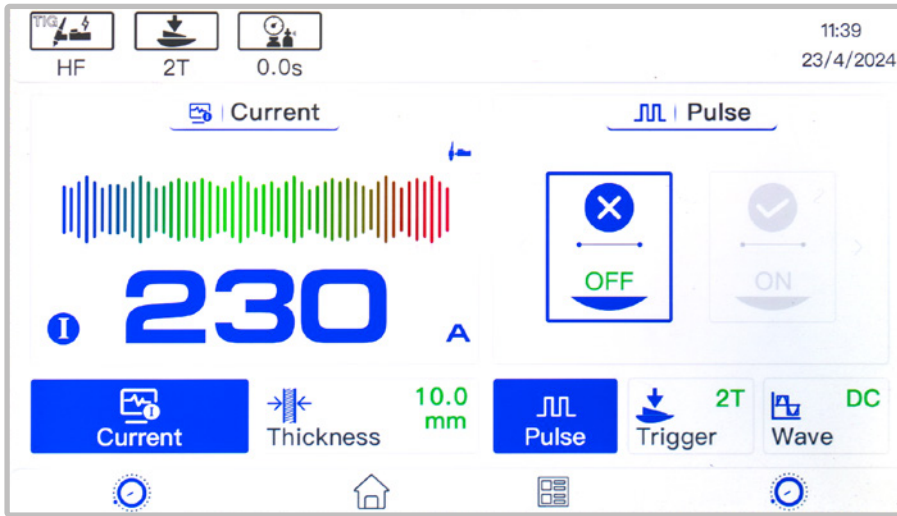 TIG
HF
2T
0.0s
11:39
23/4/2024
Current
Pulse
230
A
OFF
ON
Current
Thickness
10.0
mm
Pulse
Trigger
2T
Wave
DC